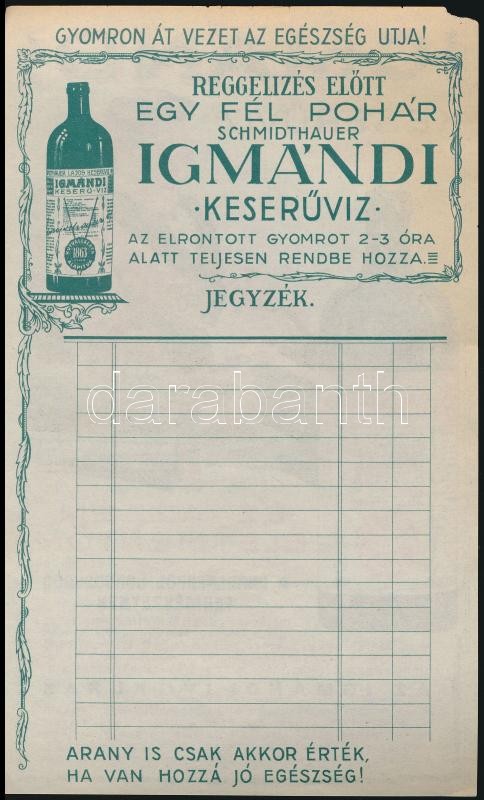 GYOMRON ÁT VEZET AZ EGÉSZSÉG UTJA!
REGGELIZÉS ELŐTT
EGY FÉL POHÁR
SCHMIDTHAUER
IGMÁNDI
·KESERŰVIZ·
AZ ELRONTOTT GYOMROT 2-3 ÓRA
ALATT TELJESEN RENDBE HOZZA.
IGMÁNDI
KESERŰ-VIZ
1863
JEGYZÉK.
darabanth
ARANY IS CSAK AKKOR ÉRTÉK,
HA VAN HOZZÁ JÓ EGÉSZSÉG!